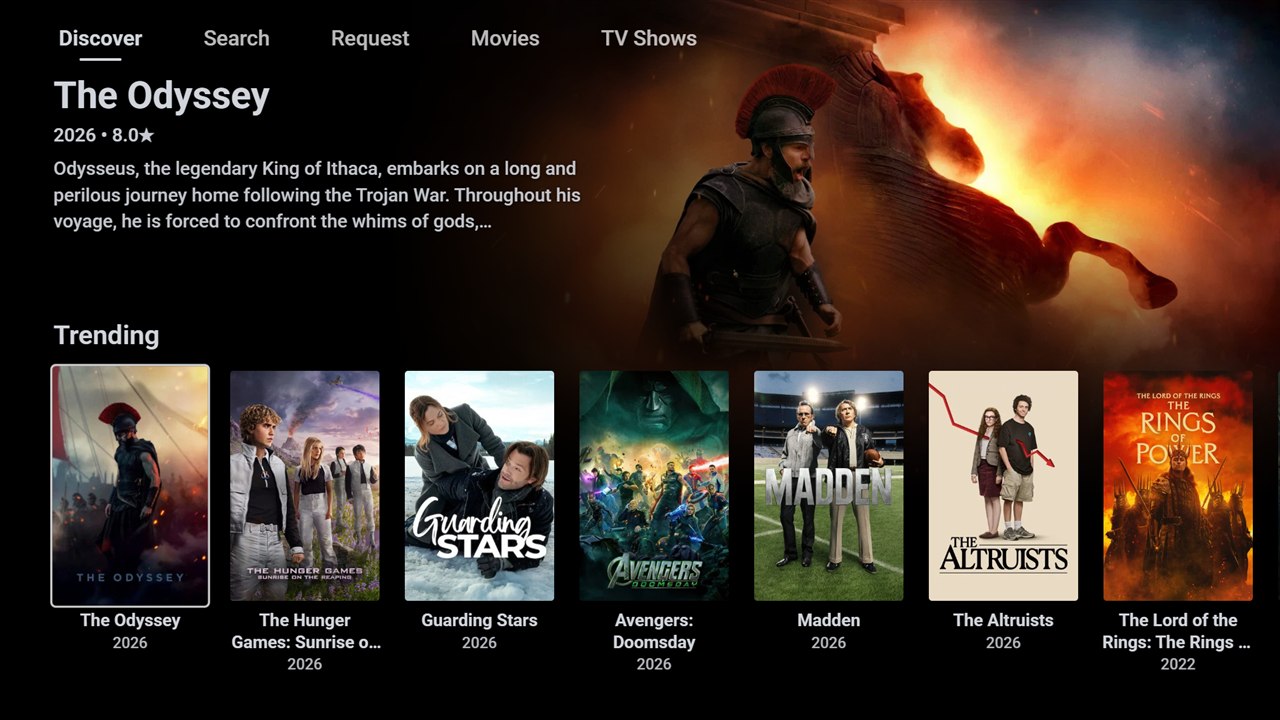 Discover Search Request Movies TV Shows
The Odyssey
2026 • 8.0★
Odysseus, the legendary King of Ithaca, embarks on a long and
perilous journey home following the Trojan War. Throughout his
voyage, he is forced to confront the whims of gods,…
Trending
THE ODYSSEY
The Odyssey
2026
THE HUNGER GAMES
SUNRISE ON THE REAPING
The Hunger
Games: Sunrise o…
2026
Guarding
STARS
Guarding Stars
2026
AVENGERS
DOOMSDAY
Avengers:
Doomsday
2026
MADDEN
Madden
2026
THE
ALTRUISTS
The Altruists
2026
THE LORD OF THE RINGS
THE
RINGS
OF
POWER
The Lord of the
Rings: The Rings …
2022